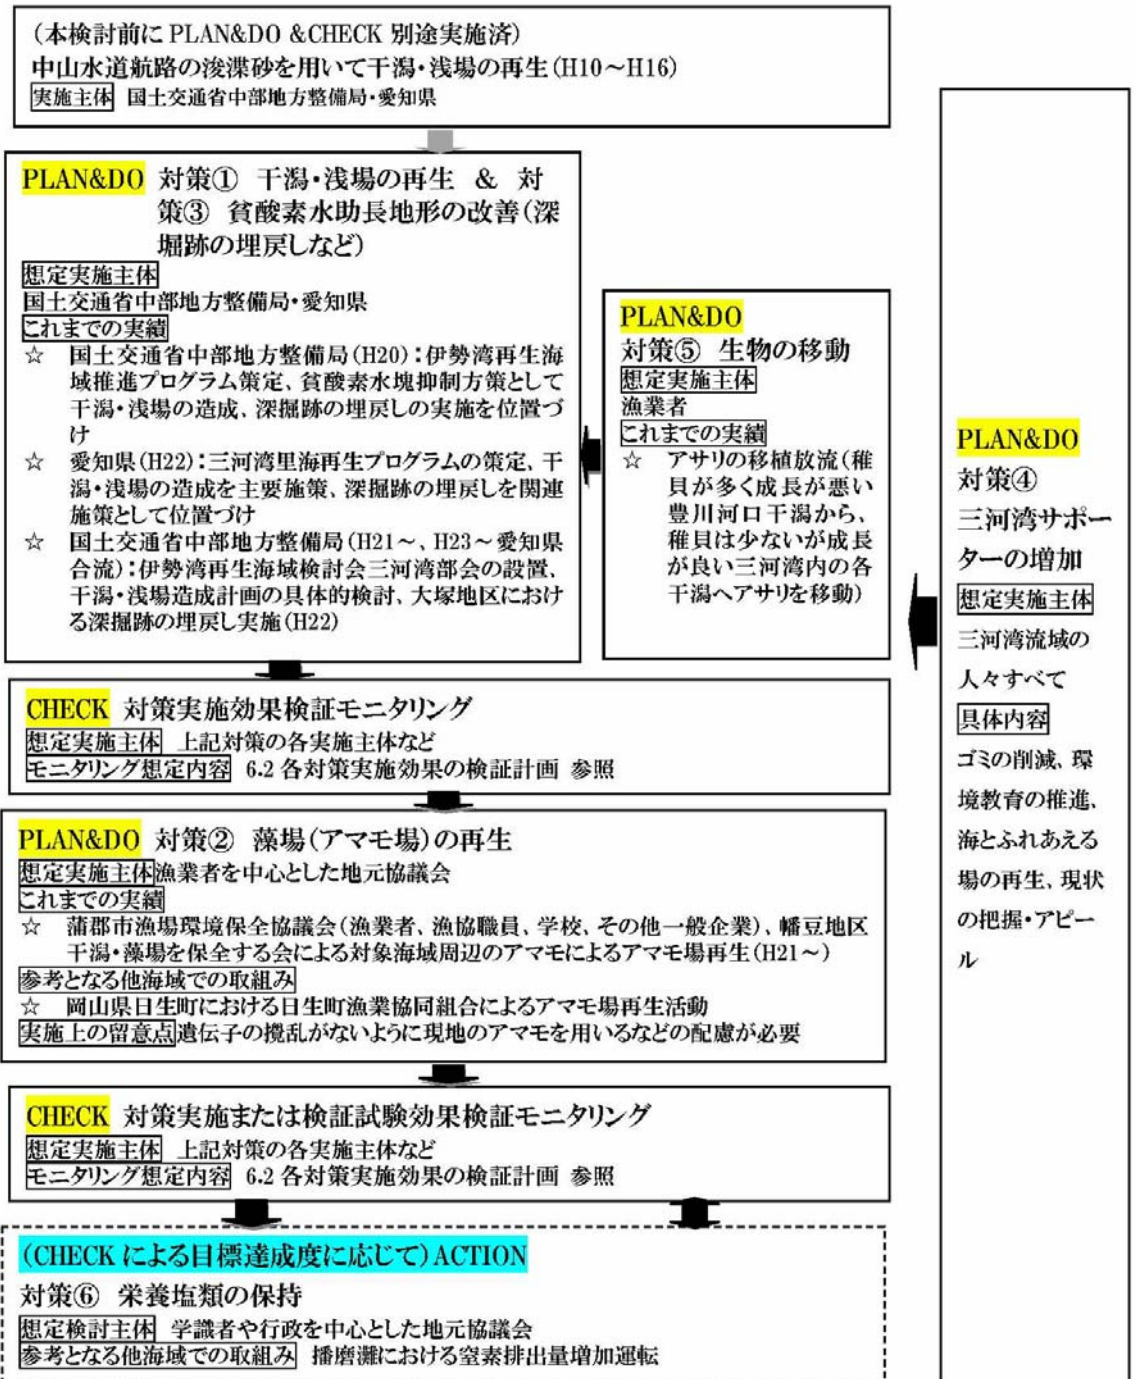 （本検討前に PLAN&DO &CHECK 別途実施済）
中山水道航路の浚渫砂を用いて干潟・浅場の再生（H10～H16）
実施主体 国土交通省中部地方整備局・愛知県
PLAN&DO 対策① 干潟・浅場の再生 & 対
策③ 貧酸素水助長地形の改善（深
堀跡の埋戻しなど）
想定実施主体
国土交通省中部地方整備局・愛知県
これまでの実績
☆ 国土交通省中部地方整備局（H20）：伊勢湾再生海
域推進プログラム策定、貧酸素水塊抑制方策として
干潟・浅場の造成、深掘跡の埋戻しの実施を位置づ
け
☆ 愛知県（H22）：三河湾里海再生プログラムの策定、干
潟・浅場の造成を主要施策、深掘跡の埋戻しを関連
施策として位置づけ
☆ 国土交通省中部地方整備局（H21～、H23～愛知県
合流）：伊勢湾再生海域検討会三河湾部会の設置、
干潟・浅場造成計画の具体的検討、大塚地区におけ
る深掘跡の埋戻し実施（H22）
PLAN&DO
対策⑤ 生物の移動
想定実施主体
漁業者
これまでの実績
☆ アサリの移植放流（稚
貝が多く成長が悪い
豊川河口干潟から、
稚貝は少ないが成長
が良い三河湾内の各
干潟へアサリを移動）
PLAN&DO
対策④
三河湾サポー
ターの増加
想定実施主体
三河湾流域の
人々すべて
具体内容
ゴミの削減、環
境教育の推進、
海とふれあえる
場の再生、現状
の把握・アピー
ル
CHECK 対策実施効果検証モニタリング
想定実施主体 上記対策の各実施主体など
モニタリング想定内容 6.2 各対策実施効果の検証計画 参照
PLAN&DO 対策② 藻場（アマモ場）の再生
想定実施主体漁業者を中心とした地元協議会
これまでの実績
☆ 蒲郡市漁場環境保全協議会（漁業者、漁協職員、学校、その他一般企業）、幡豆地区
干潟・藻場を保全する会による対象海域周辺のアマモによるアマモ場再生（H21～）
参考となる他海域での取組み
☆ 岡山県日生町における日生町漁業協同組合によるアマモ場再生活動
実施上の留意点遺伝子の攪乱がないように現地のアマモを用いるなどの配慮が必要
CHECK 対策実施または検証試験効果検証モニタリング
想定実施主体 上記対策の各実施主体など
モニタリング想定内容 6.2 各対策実施効果の検証計画 参照
（CHECK による目標達成度に応じて）ACTION
対策⑥ 栄養塩類の保持
想定検討主体 学識者や行政を中心とした地元協議会
参考となる他海域での取組み 播磨灘における窒素排出量増加運転